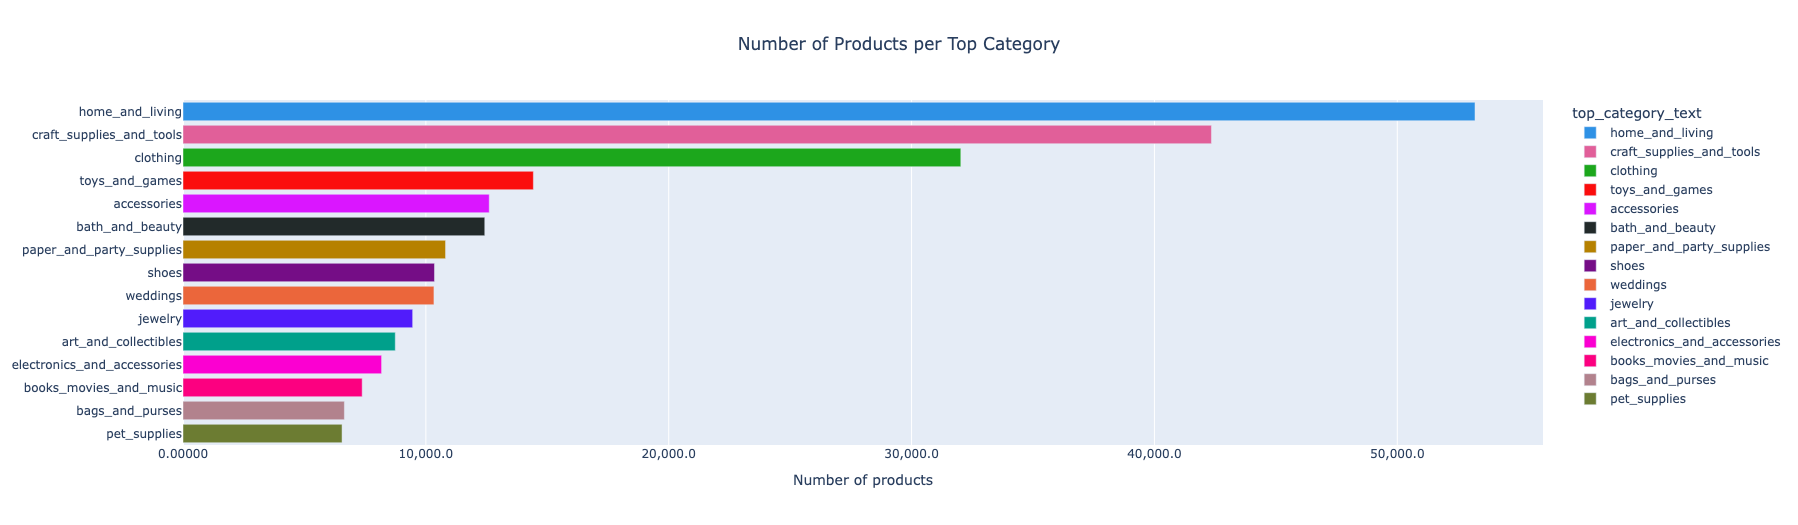 Number of Products per Top Category
home_and_living
craft_supplies_and_tools
clothing
toys_and_games
accessories
bath_and_beauty
paper_and_party_supplies
shoes
weddings
jewelry
art_and_collectibles
electronics_and_accessories
books_movies_and_music
bags_and_purses
pet_supplies
0.00000 10,000.0 20,000.0 30,000.0 40,000.0 50,000.0
Number of products
top_category_text
home_and_living
craft_supplies_and_tools
clothing
toys_and_games
accessories
bath_and_beauty
paper_and_party_supplies
shoes
weddings
jewelry
art_and_collectibles
electronics_and_accessories
books_movies_and_music
bags_and_purses
pet_supplies